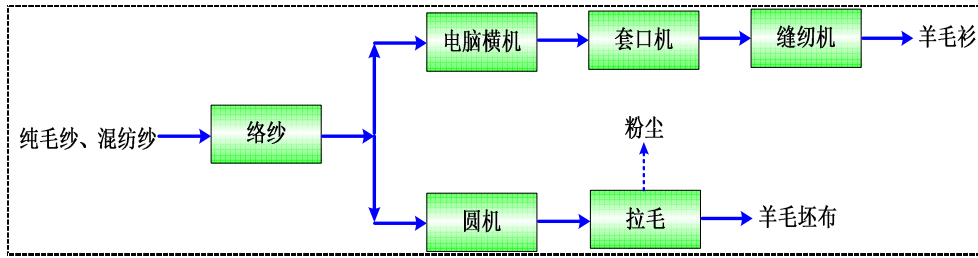 电脑横机
套口机
缝纫机
羊毛衫
纯毛纱、混纺纱
络纱
粉尘
圆机
拉毛
羊毛坯布